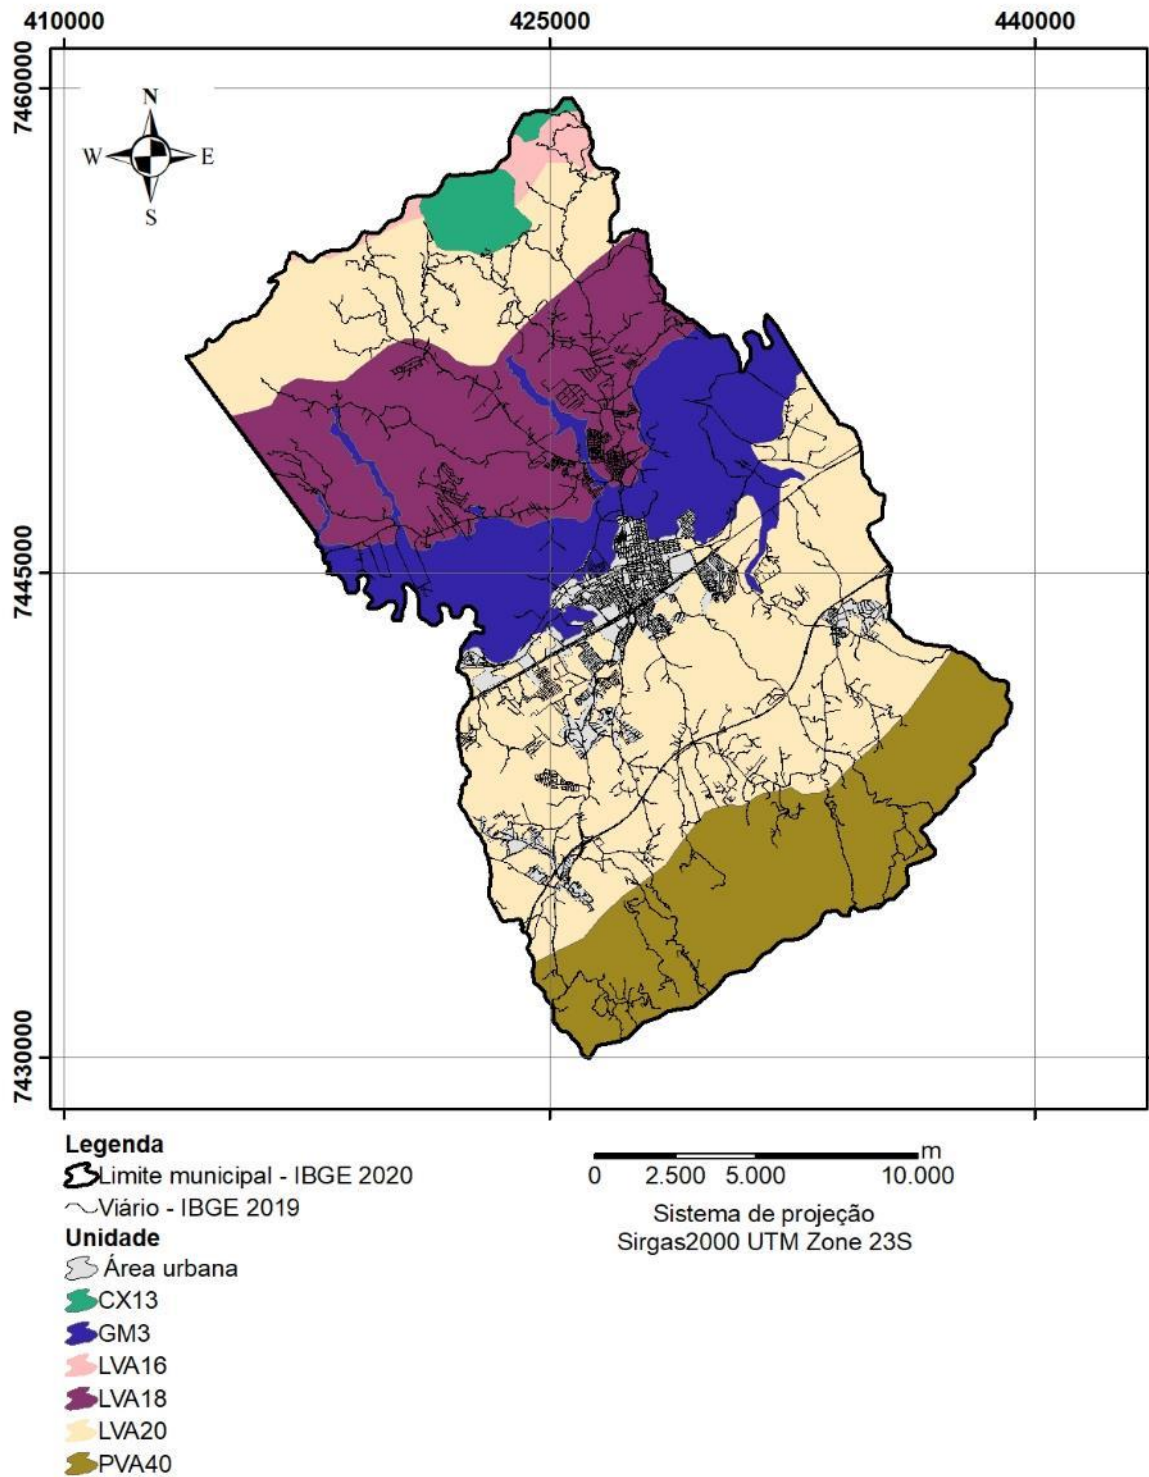 410000 425000 440000
7460000
N
W E
S
7445000
7430000
Legenda
Limite municipal - IBGE 2020
Viário - IBGE 2019
Unidade
Área urbana
CX13
GM3
LVA16
LVA18
LVA20
PVA40
m
0 2.500 5.000 10.000
Sistema de projeção
Sirgas2000 UTM Zone 23S